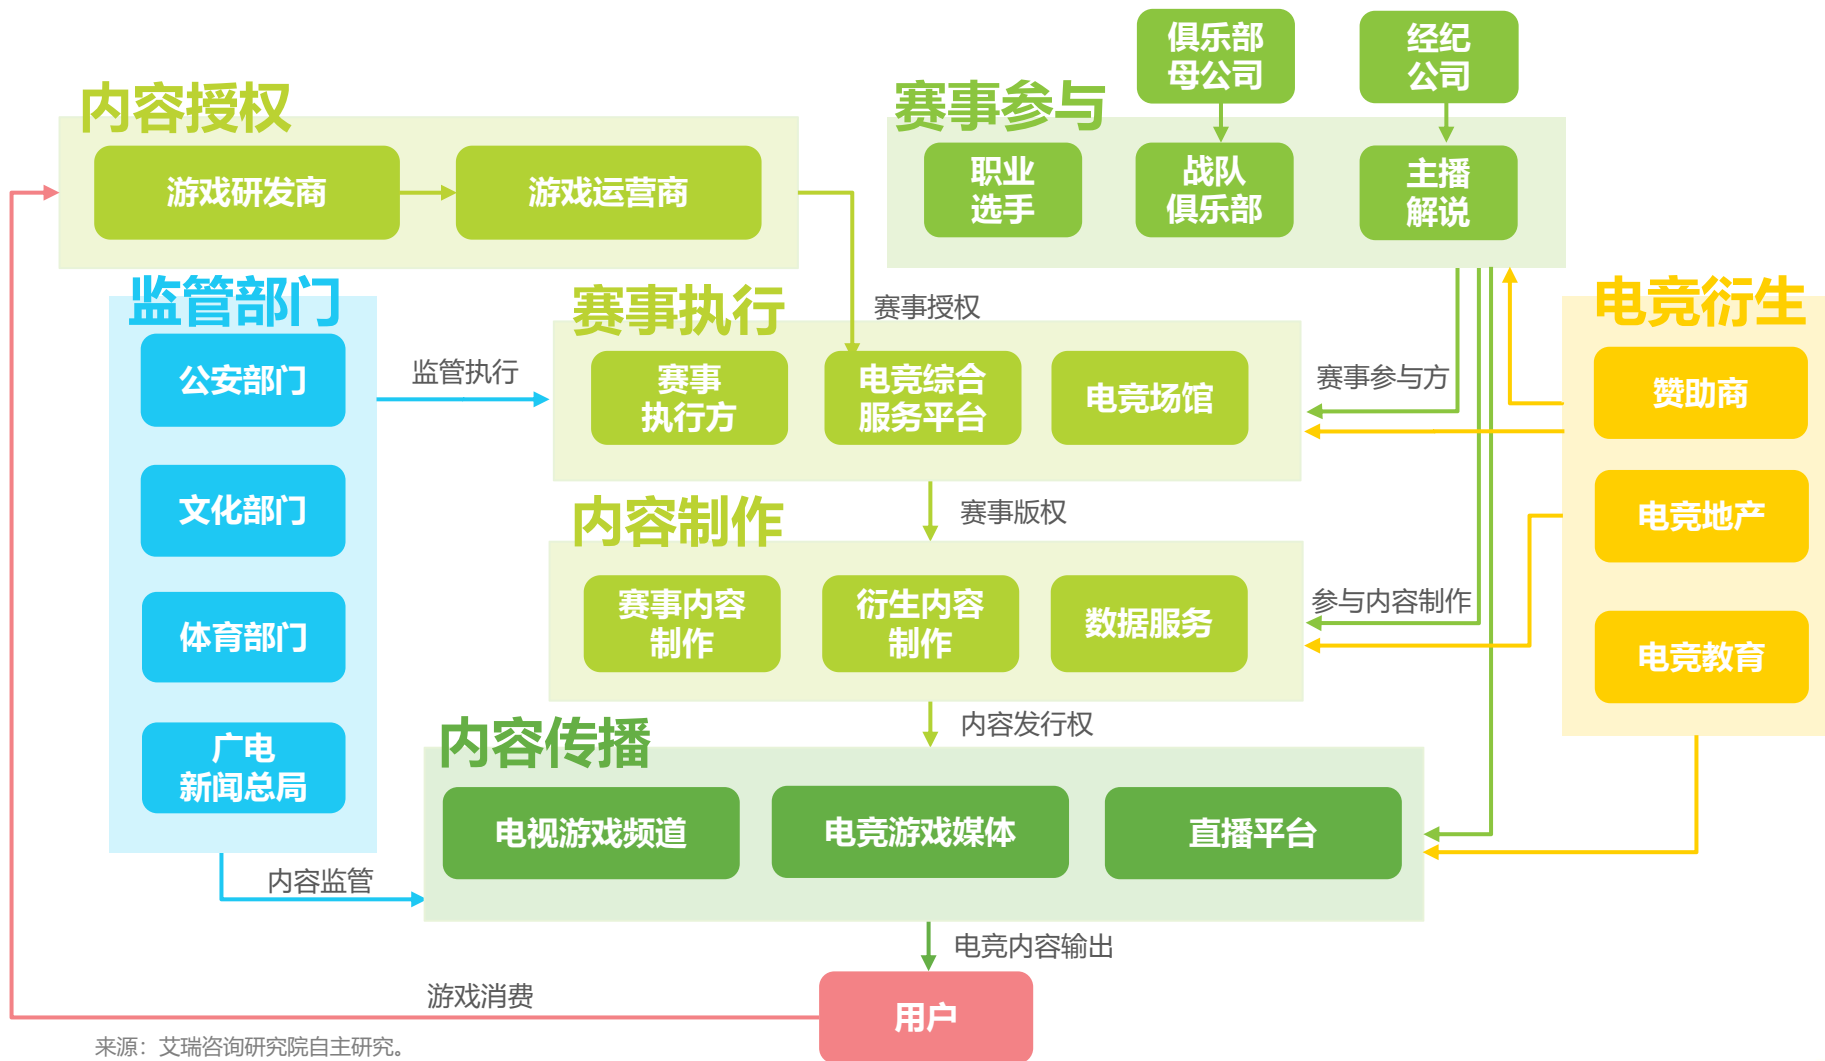 俱乐部
母公司
经纪
公司
内容授权
赛事参与
游戏研发商
游戏运营商
职业
选手
战队
俱乐部
主播
解说
监管部门
赛事执行
赛事授权
电竞衍生
公安部门
监管执行
赛事
执行方
电竞综合
服务平台
电竞场馆
赛事参与方
赞助商
文化部门
内容制作
赛事版权
电竞地产
体育部门
赛事内容
制作
衍生内容
制作
数据服务
参与内容制作
电竞教育
广电
新闻总局
内容传播
内容发行权
电视游戏频道
电竞游戏媒体
直播平台
内容监管
电竞内容输出
游戏消费
用户
来源：艾瑞咨询研究院自主研究。